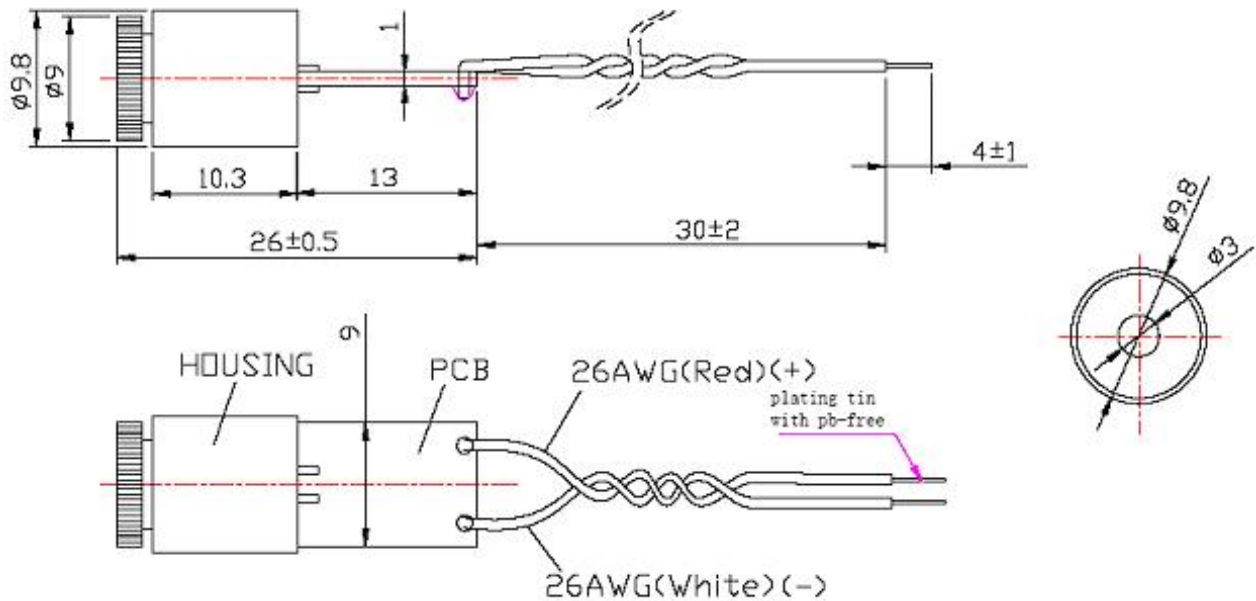 ø9.8
ø9
1
10.3
13
26±0.5
30±2
4±1
ø9.8
ø3
HOUSING
9
PCB
26AWG(Red)(+)
plating tin
with pb-free
26AWG(White)(-)